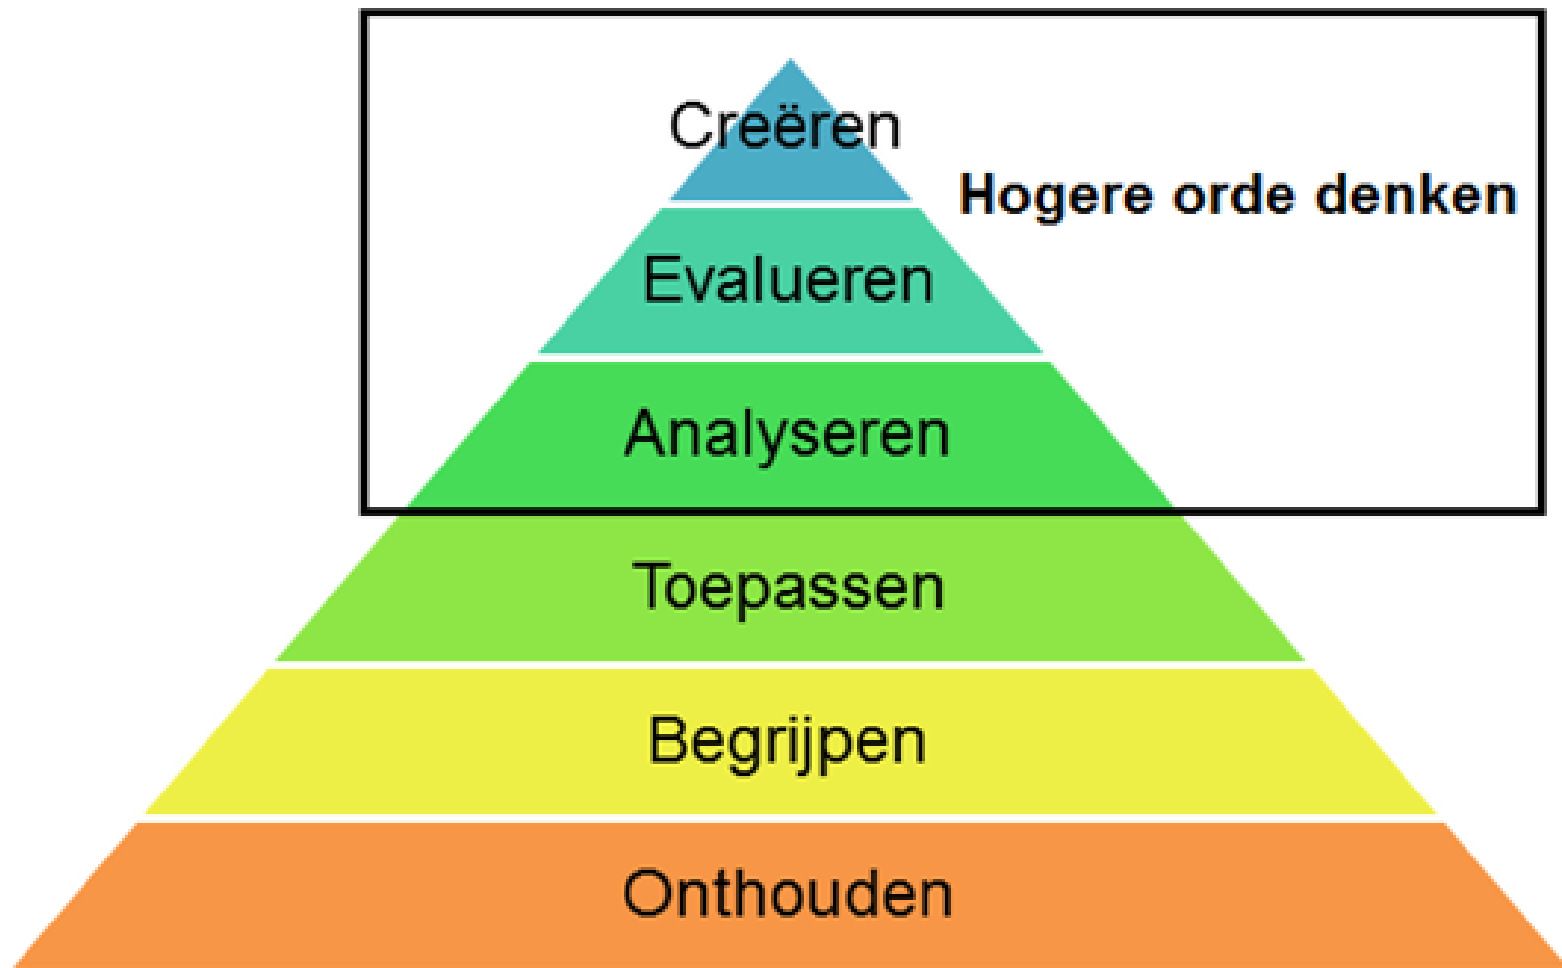 Creëren
Hogere orde denken
Evalueren
Analyseren
Toepassen
Begrijpen
Onthouden